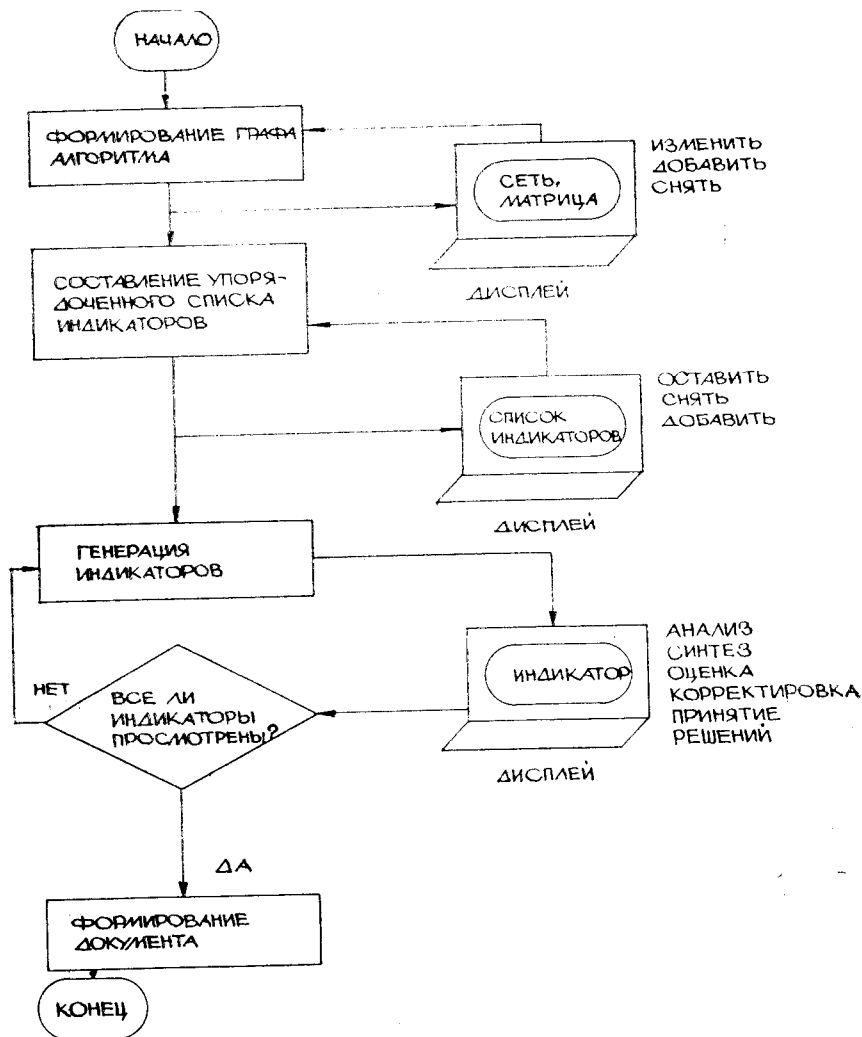 НАЧАЛО
ФОРМИРОВАНИЕ ГРАФА
АЛГОРИТМА
СЕТЬ,
МАТРИЦА
ИЗМЕНИТЬ
ДОБАВИТЬ
СНЯТЬ
ДИСПЛЕЙ
СОСТАВЛЕНИЕ УПОРЯ-
ДОЧЕННОГО СПИСКА
ИНДИКАТОРОВ
СПИСОК
ИНДИКАТОРОВ
ОСТАВИТЬ
СНЯТЬ
ДОБАВИТЬ
ДИСПЛЕЙ
ГЕНЕРАЦИЯ
ИНДИКАТОРОВ
ИНДИКАТОР
АНАЛИЗ
СИНТЕЗ
ОЦЕНКА
КОРРЕКТИРОВКА
ПРИНЯТИЕ
РЕШЕНИЙ
ДИСПЛЕЙ
НЕТ
ВСЕ ЛИ
ИНДИКАТОРЫ
ПРОСМОТРЕНЫ?
ДА
ФОРМИРОВАНИЕ
ДОКУМЕНТА
КОНЕЦ